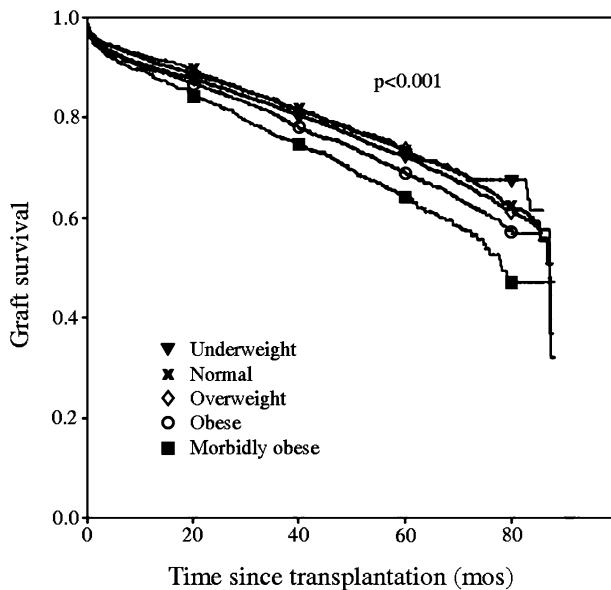 1.0
p<0.001
0.8
0.6
Graft survival
0.4
Underweight
Normal
Overweight
Obese
Morbidly obese
0.2
0.0
0 20 40 60 80
Time since transplantation (mos)